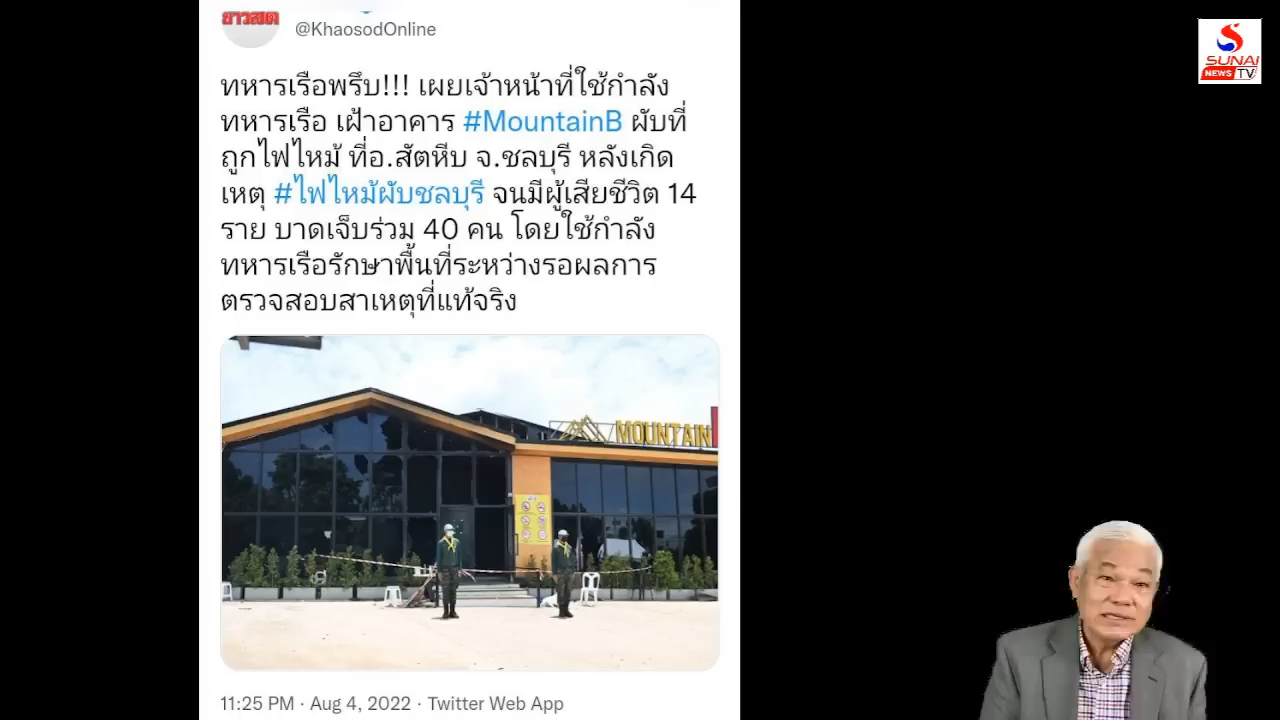 ข่าวสด
@KhaosodOnline
SUNAI
NEWS TV
ทหารเรือพรึบ!!! เผยเจ้าหน้าที่ใช้กำลัง
ทหารเรือ เฝ้าอาคาร #MountainB ผับที่
ถูกไฟไหม้ ที่อ.สัตหีบ จ.ชลบุรี หลังเกิด
เหตุ #ไฟไหม้ผับชลบุรี จนมีผู้เสียชีวิต 14
ราย บาดเจ็บร่วม 40 คน โดยใช้กำลัง
ทหารเรือรักษาพื้นที่ระหว่างรอผลการ
ตรวจสอบสาเหตุที่แท้จริง
MOUNTAIN
11:25 PM · Aug 4, 2022 · Twitter Web App